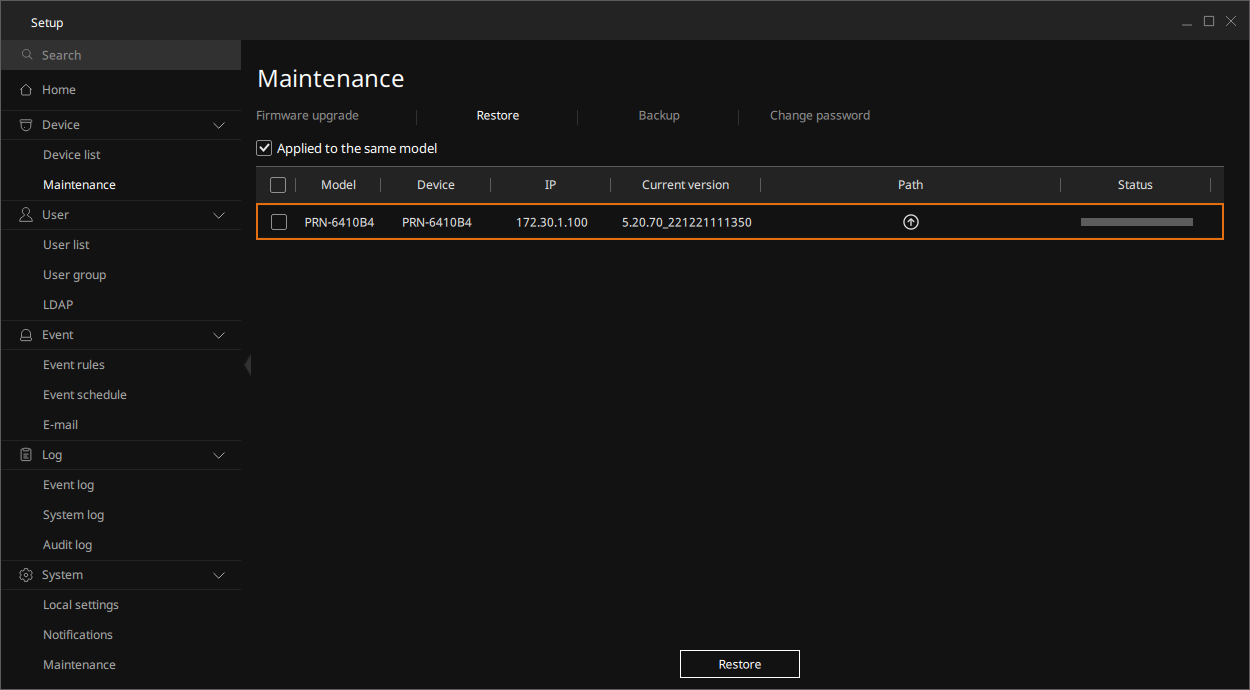 Setup
Search
Home
Device
Device list
Maintenance
User
User list
User group
LDAP
Event
Event rules
Event schedule
E-mail
Log
Event log
System log
Audit log
System
Local settings
Notifications
Maintenance
Maintenance
Firmware upgrade Restore Backup Change password
Applied to the same model
Model Device IP Current version Path Status
PRN-6410B4 PRN-6410B4 172.30.1.100 5.20.70_221221111350
Restore